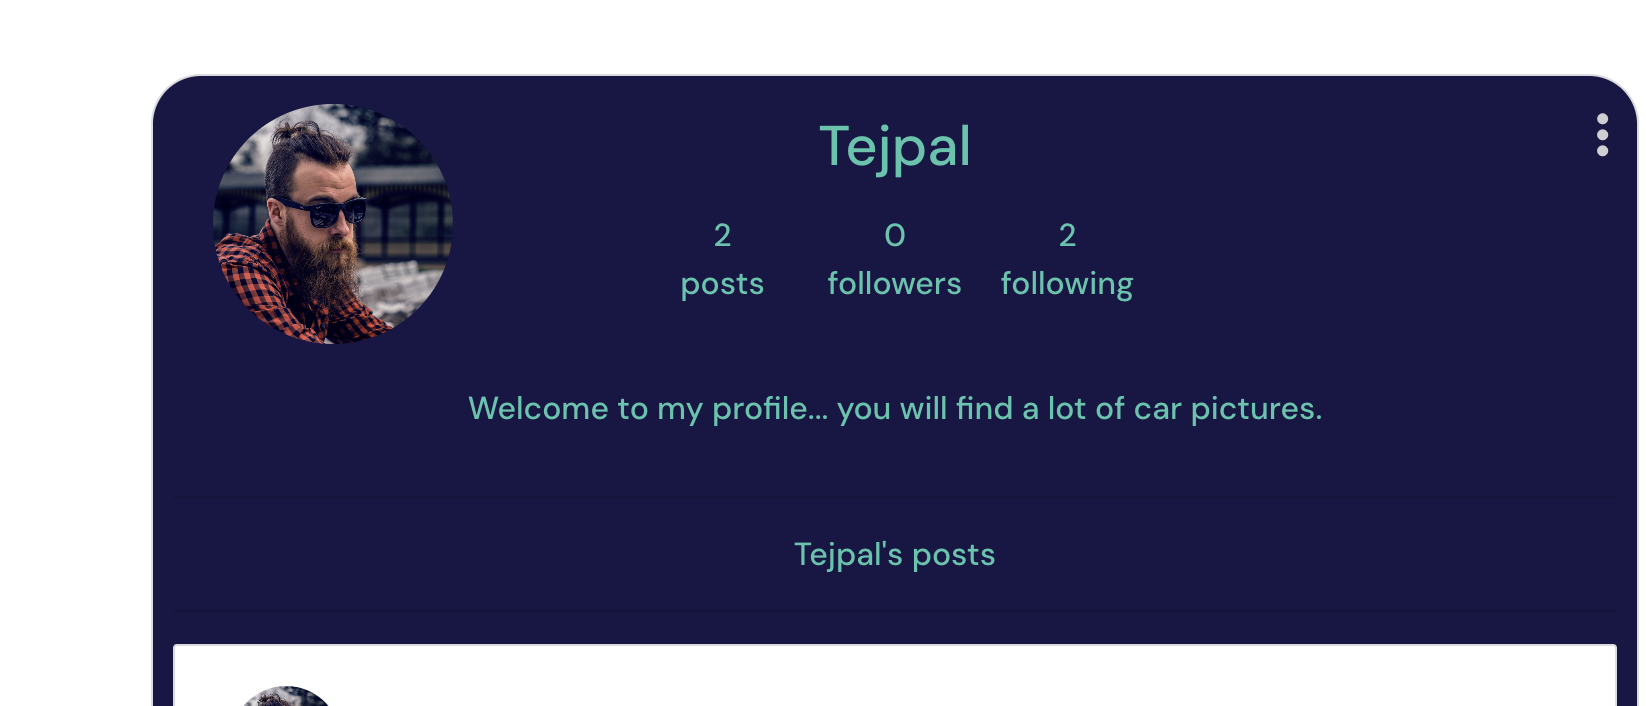 Tejpal
2 0 2
posts followers following
Welcome to my profile... you will find a lot of car pictures.
Tejpal's posts